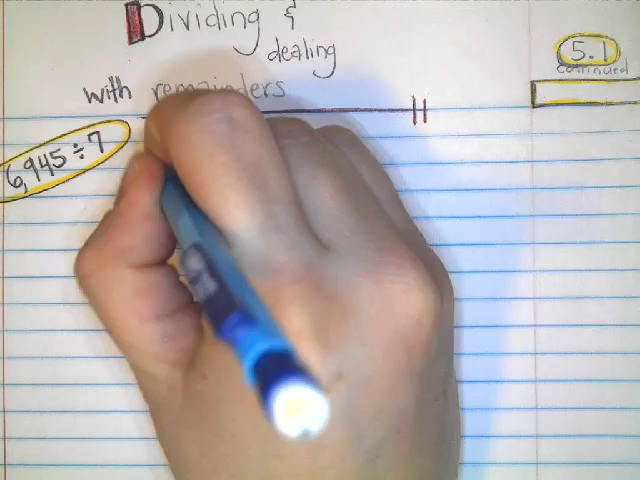 Dividing &
dealing
with remainders
5.1
continued
6,945 ÷ 7